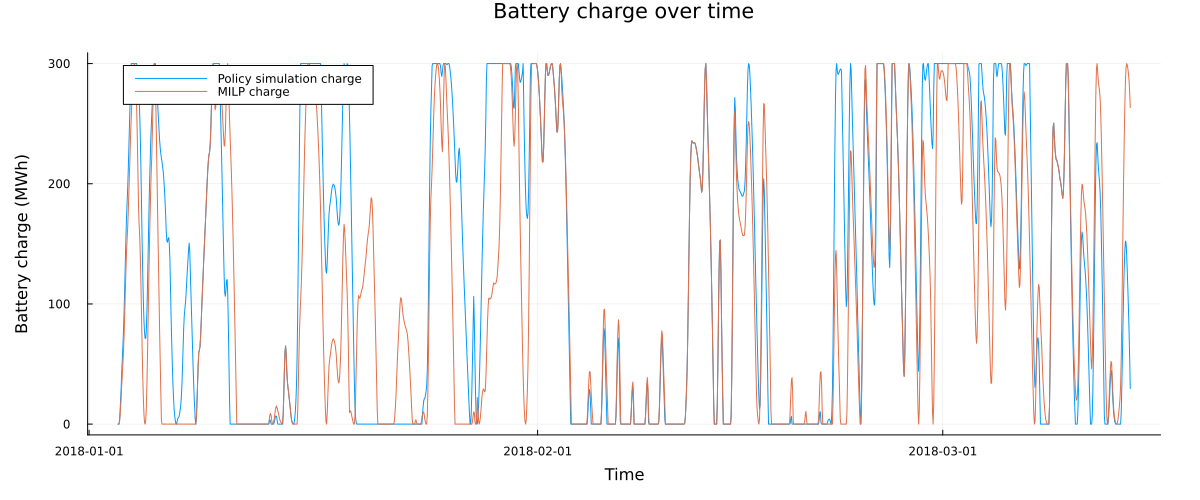 Battery charge over time
Battery charge (MWh)
300
200
100
0
Policy simulation charge
MILP charge
2018-01-01
2018-02-01
2018-03-01
Time